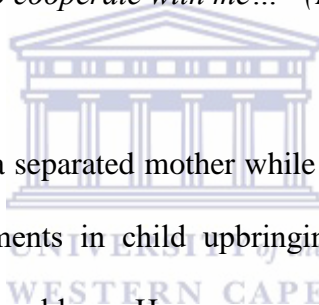 cooperate with me…
a separated mother while
ments in child upbringin
UNIVERSITY of the
WESTERN CAPE